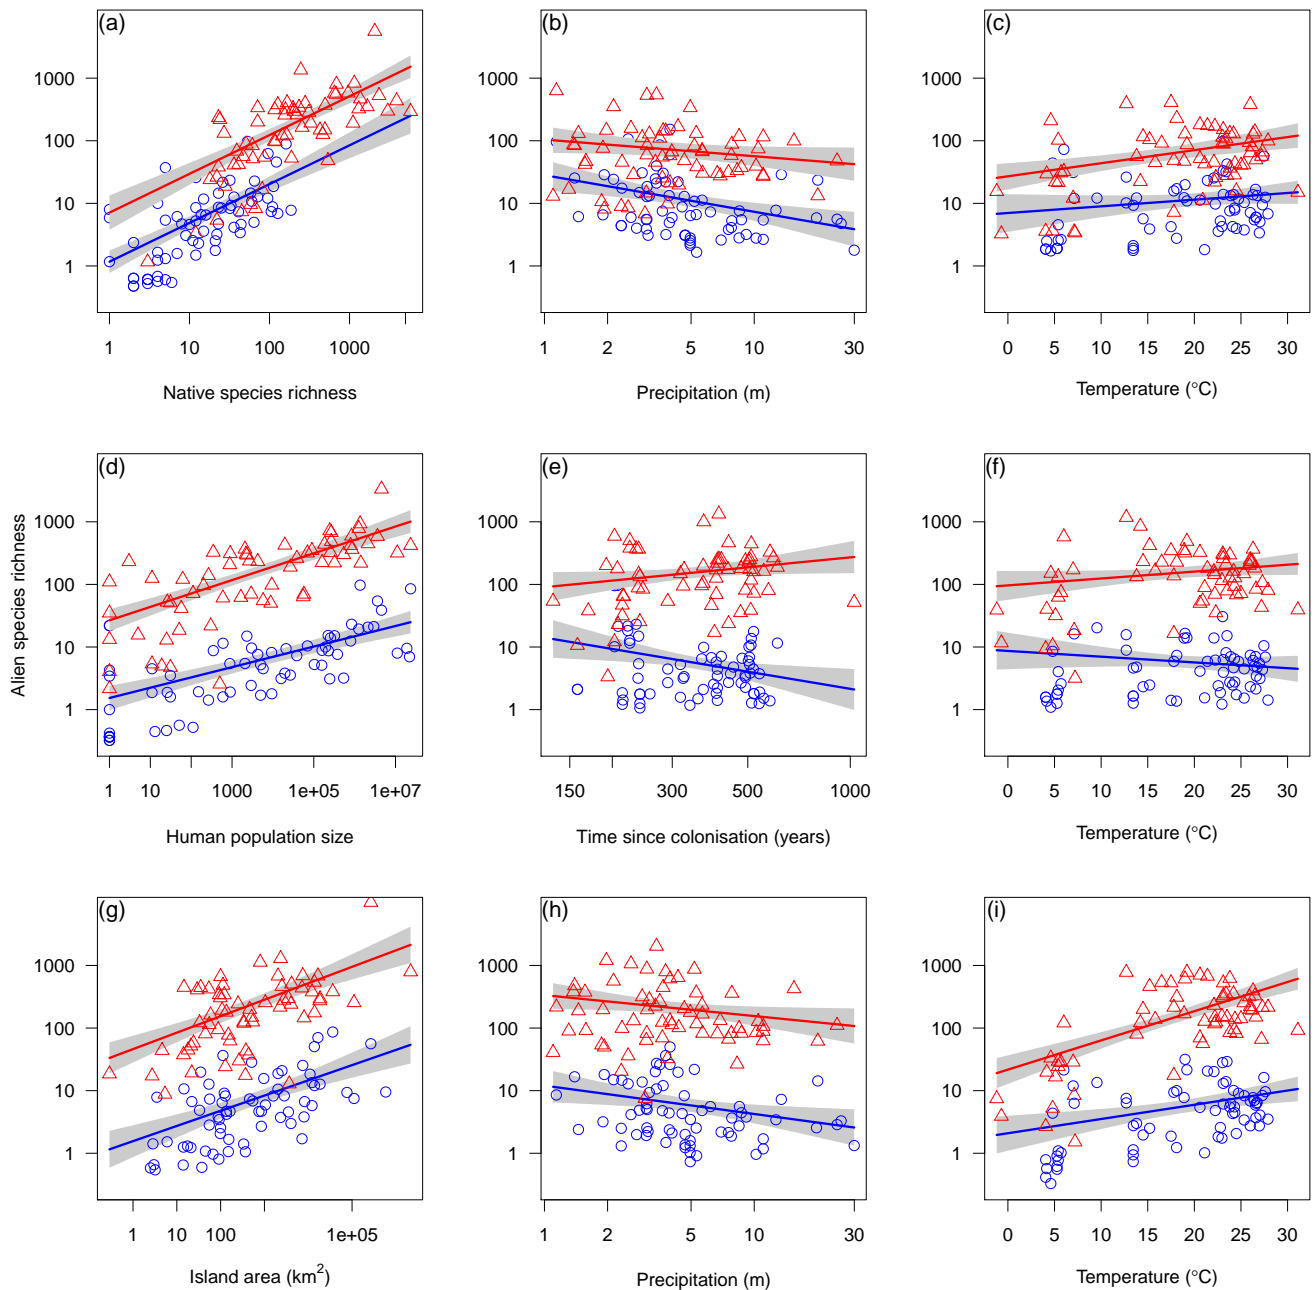 (a)
1000
100
10
1
1 10 100 1000
Native species richness
(b)
1000
100
10
1
1 2 5 10 30
Precipitation (m)
(c)
1000
100
10
1
0 5 10 15 20 25 30
Temperature (°C)
Alien species richness
(d)
1000
100
10
1
1 10 1000 1e+05 1e+07
Human population size
(e)
1000
100
10
1
150 300 500 1000
Time since colonisation (years)
(f)
1000
100
10
1
0 5 10 15 20 25 30
Temperature (°C)
(g)
1000
100
10
1
1 10 100 1e+05
Island area (km²)
(h)
1000
100
10
1
1 2 5 10 30
Precipitation (m)
(i)
1000
100
10
1
0 5 10 15 20 25 30
Temperature (°C)